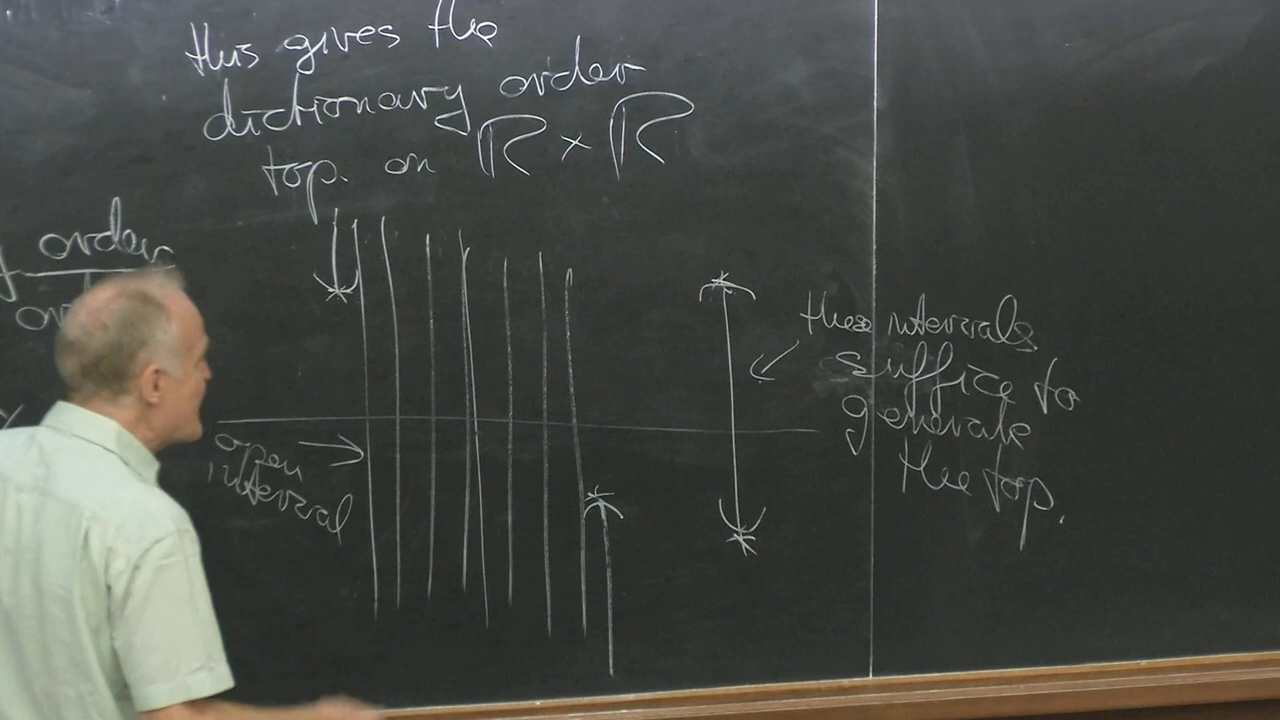 this gives the
dictionary order
top. on ℝ × ℝ
order
open
interval
these intervals
suffice to
generate
the top.